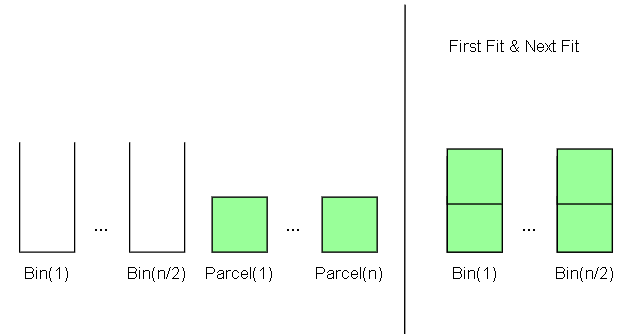 First Fit & Next Fit
... ... ...
Bin(1) Bin(n/2) Parcel(1) Parcel(n) Bin(1) Bin(n/2)